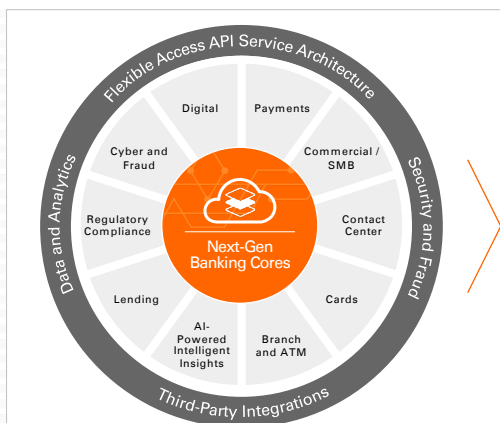 Flexible Access API Service Architecture
Security and Fraud
Third-Party Integrations
Data and Analytics
Digital
Payments
Commercial /
SMB
Contact
Center
Cards
Branch
and ATM
AI-
Powered
Intelligent
Insights
Lending
Regulatory
Compliance
Cyber and
Fraud
Next-Gen
Banking Cores